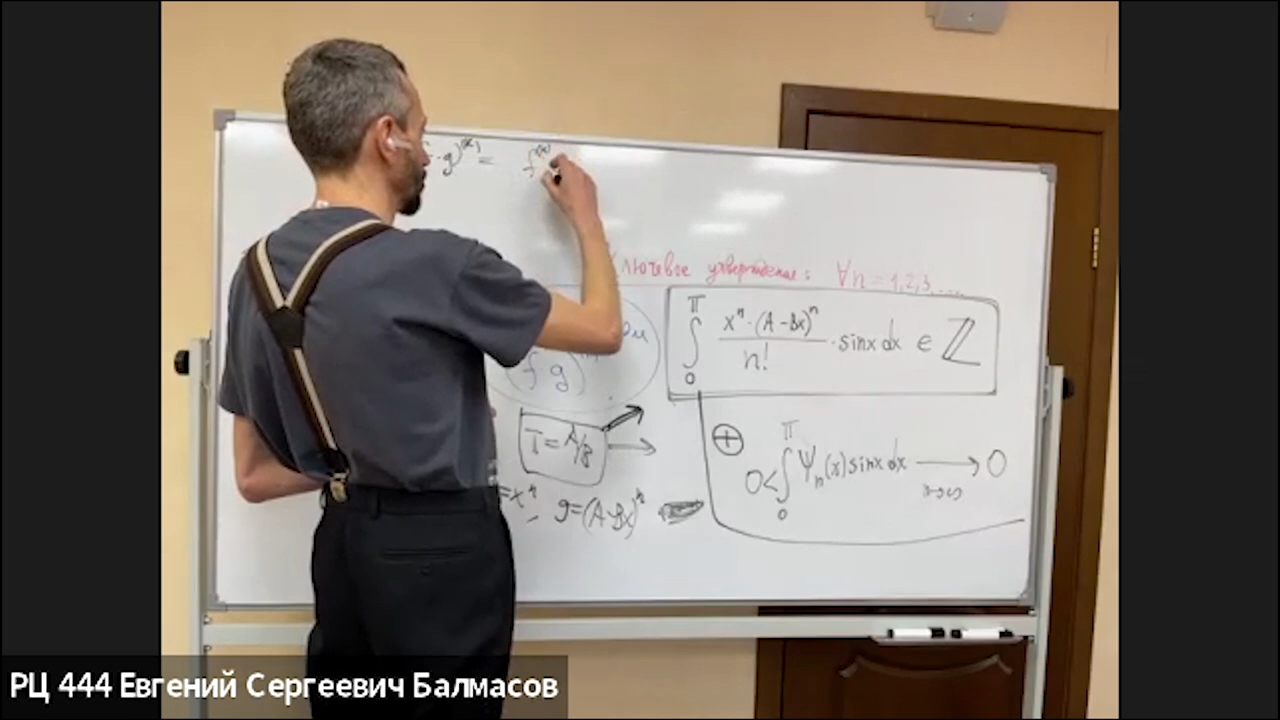 · g)⁽ᵏ⁾ = f⁽ᵏ⁾
Ключевое утверждение: ∀n = 1,2,3,....
∫₀^π xⁿ · (A - Bx)ⁿ / n! · sinx dx ∈ ℤ
(f g)
π = A/B
⊕ 0 < ∫₀^π Ψₙ(x) sinx dx ⟶ 0
n→∞
= xⁿ g = (A - Bx)ⁿ
РЦ 444 Евгений Сергеевич Балмасов